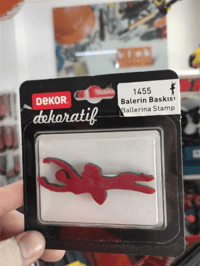 DEKOR
dekoratif
1455
Balerin Baskısı
Ballerina Stamp